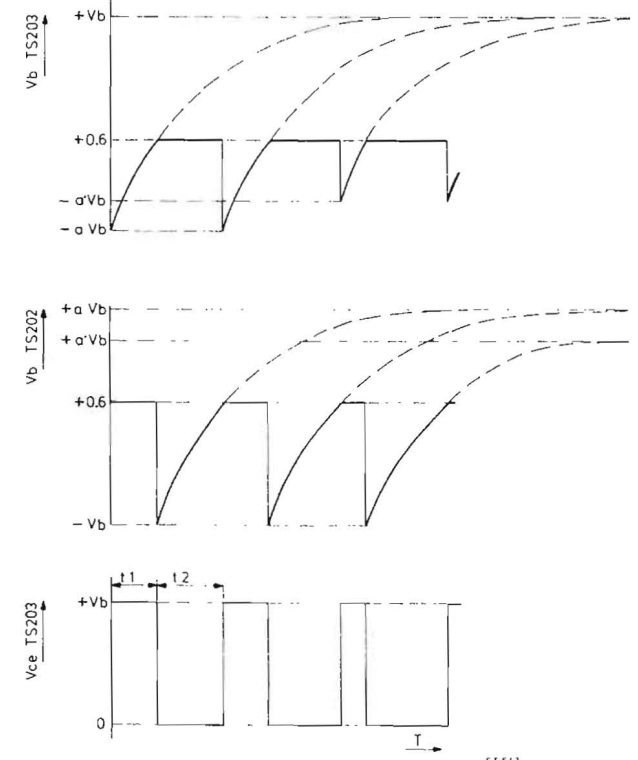 +Vb
Vb TS203
+0.6
- a'Vb
- a Vb
+a Vb
Vb TS202
+a'Vb
+0.6
- Vb
t1 t2
+Vb
Vce TS203
0
T